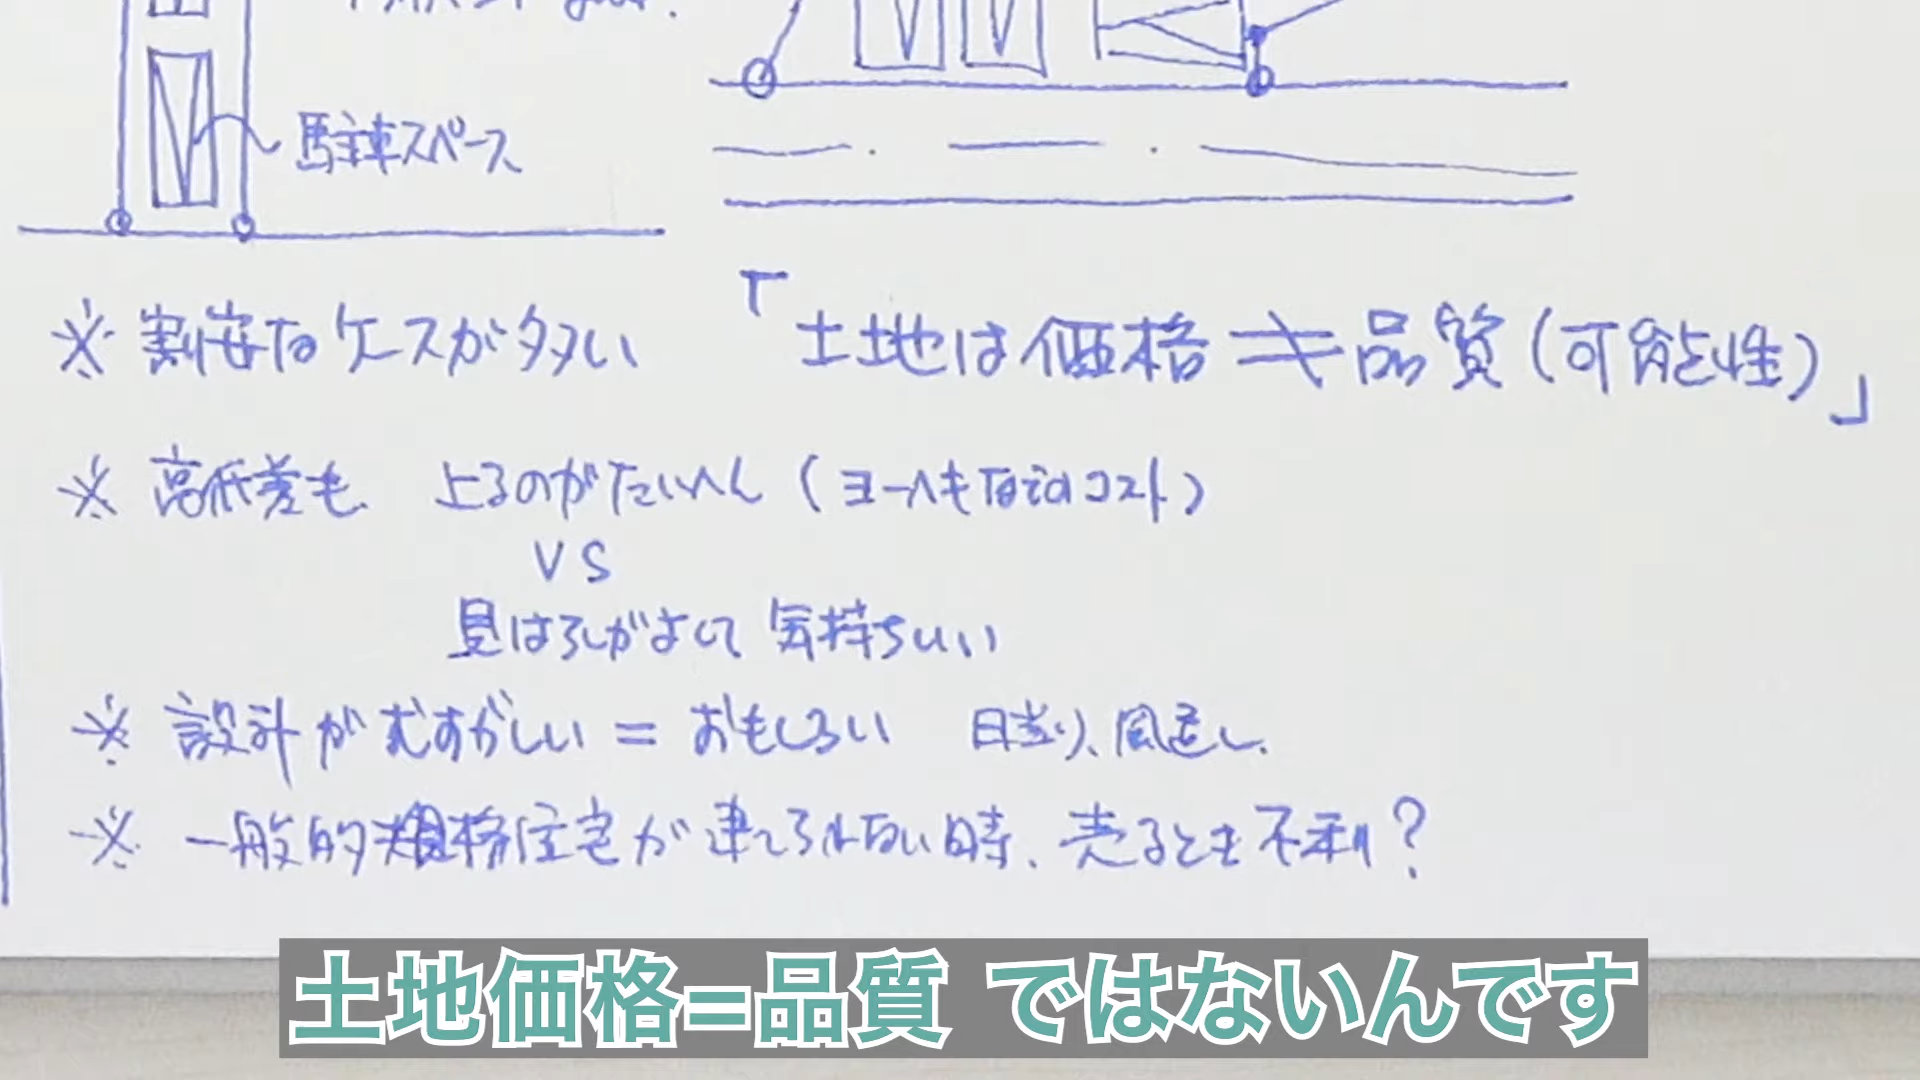 駐車スペース
※ 割安なケースが多い
「土地は価格≠品質(可能性)」
※ 高低差も 上るのがたいへん(ヨーヘキなどのコスト)
VS
見はらしがよくて 気持ちいい
※ 設計がむずかしい = おもしろい 日当り、風通し、
※ 一般的規格住宅が建てられない時、売るとき不利?
土地価格=品質 ではないんです